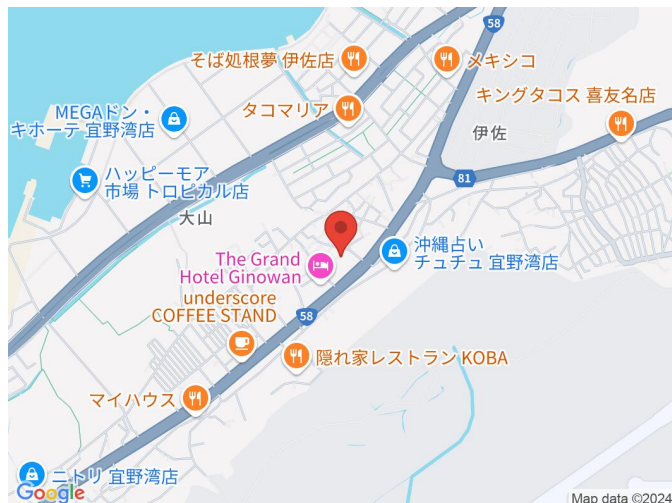 58
そば処根夢 伊佐店
メキシコ
キングタコス 喜友名店
タコマリア
MEGAドン・
キホーテ 宜野湾店
伊佐
ハッピーモア
市場 トロピカル店
81
大山
The Grand
Hotel Ginowan
沖縄占い
チュチュ 宜野湾店
underscore
COFFEE STAND
58
隠れ家レストラン KOBA
マイハウス
ニトリ 宜野湾店
Google
Map data ©2024